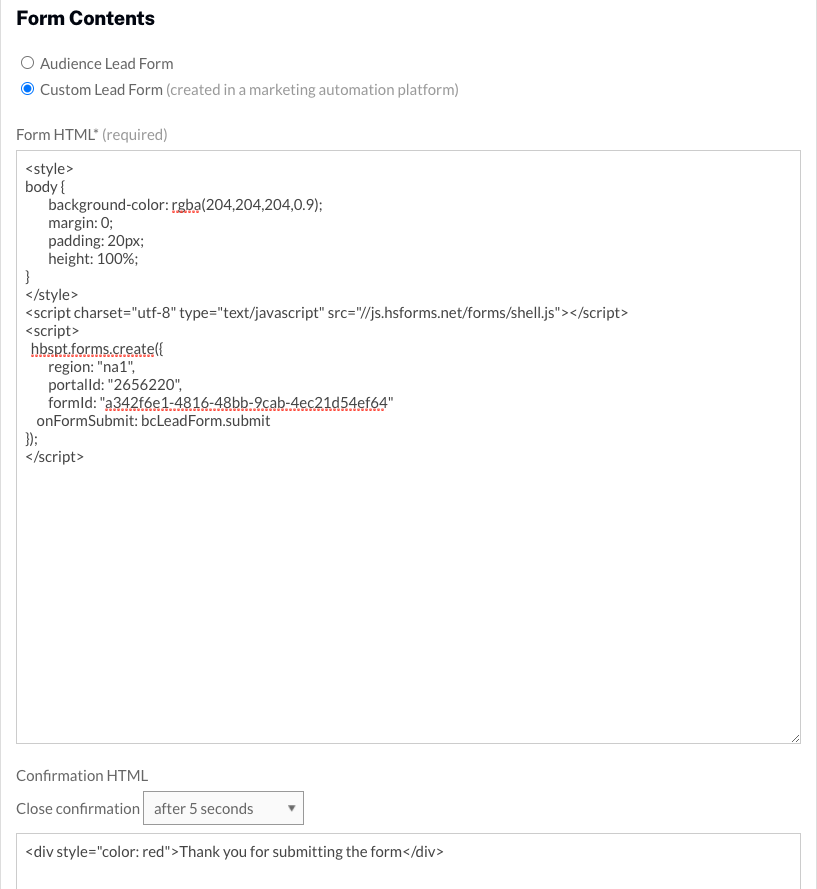 Form Contents
Audience Lead Form
Custom Lead Form (created in a marketing automation platform)
Form HTML* (required)
<style>
body {
background-color: rgba(204,204,204,0.9);
margin: 0;
padding: 20px;
height: 100%;
}
</style>
<script charset="utf-8" type="text/javascript" src="//js.hsforms.net/forms/shell.js"></script>
<script>
hbspt.forms.create({
region: "na1",
portalId: "2656220",
formId: "a342f6e1-4816-48bb-9cab-4ec21d54ef64"
onFormSubmit: bcLeadForm.submit
});
</script>
Confirmation HTML
Close confirmation after 5 seconds
<div style="color: red">Thank you for submitting the form</div>